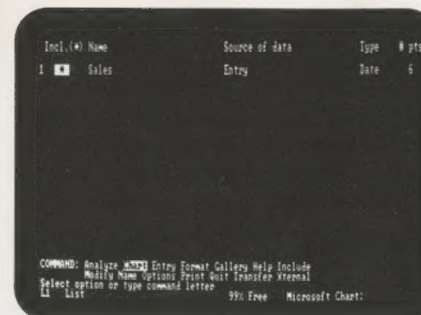 Incl.(*) Name Source of data Type # pts
1 * Sales Entry Date 6
COMMAND: Analyze Chart Entry Format Gallery Help Include
Modify Name Options Print Quit Transfer Xternal
Select option or type command letter
L1 List 99% Free Microsoft Chart: